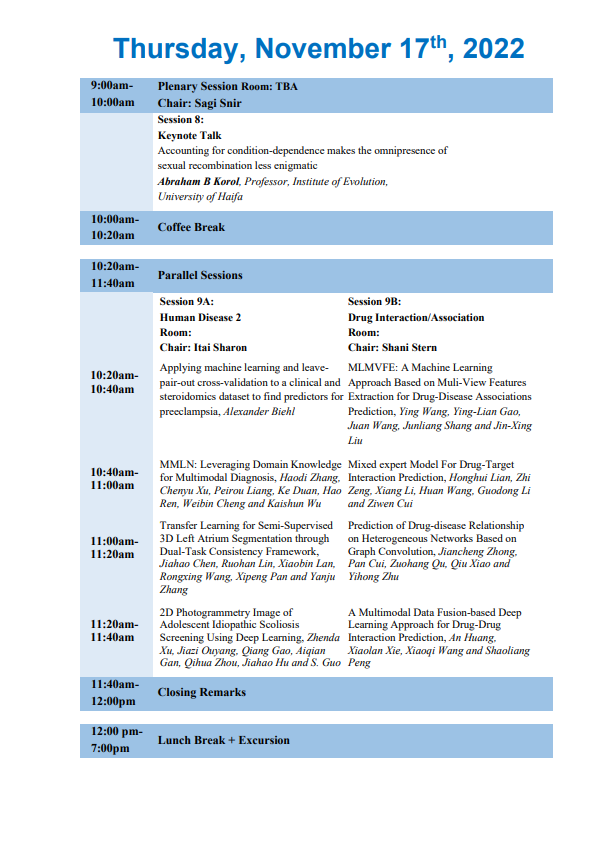 Thursday, November 17th, 2022
9:00am-
10:00am
Plenary Session Room: TBA
Chair: Sagi Snir
Session 8:
Keynote Talk
Accounting for condition-dependence makes the omnipresence of
sexual recombination less enigmatic
Abraham B Korol, Professor, Institute of Evolution,
University of Haifa
10:00am-
10:20am
Coffee Break
10:20am-
11:40am
Parallel Sessions
Session 9A:
Human Disease 2
Room:
Chair: Itai Sharon
Session 9B:
Drug Interaction/Association
Room:
Chair: Shani Stern
10:20am-
10:40am
Applying machine learning and leave-
pair-out cross-validation to a clinical and
steroidomics dataset to find predictors for
preeclampsia, Alexander Biehl
MLMVFE: A Machine Learning
Approach Based on Muli-View Features
Extraction for Drug-Disease Associations
Prediction, Ying Wang, Ying-Lian Gao,
Juan Wang, Junliang Shang and Jin-Xing
Liu
10:40am-
11:00am
MMLN: Leveraging Domain Knowledge
for Multimodal Diagnosis, Haodi Zhang,
Chenyu Xu, Peirou Liang, Ke Duan, Hao
Ren, Weibin Cheng and Kaishun Wu
Mixed expert Model For Drug-Target
Interaction Prediction, Honghui Lian, Zhi
Zeng, Xiang Li, Huan Wang, Guodong Li
and Ziwen Cui
11:00am-
11:20am
Transfer Learning for Semi-Supervised
3D Left Atrium Segmentation through
Dual-Task Consistency Framework,
Jiahao Chen, Ruohan Lin, Xiaobin Lan,
Rongxing Wang, Xipeng Pan and Yanju
Zhang
Prediction of Drug-disease Relationship
on Heterogeneous Networks Based on
Graph Convolution, Jiancheng Zhong,
Pan Cui, Zuohang Qu, Qiu Xiao and
Yihong Zhu
11:20am-
11:40am
2D Photogrammetry Image of
Adolescent Idiopathic Scoliosis
Screening Using Deep Learning, Zhenda
Xu, Jiazi Ouyang, Qiang Gao, Aiqian
Gan, Qihua Zhou, Jiahao Hu and S. Guo
A Multimodal Data Fusion-based Deep
Learning Approach for Drug-Drug
Interaction Prediction, An Huang,
Xiaolan Xie, Xiaoqi Wang and Shaoliang
Peng
11:40am-
12:00pm
Closing Remarks
12:00 pm-
7:00pm
Lunch Break + Excursion